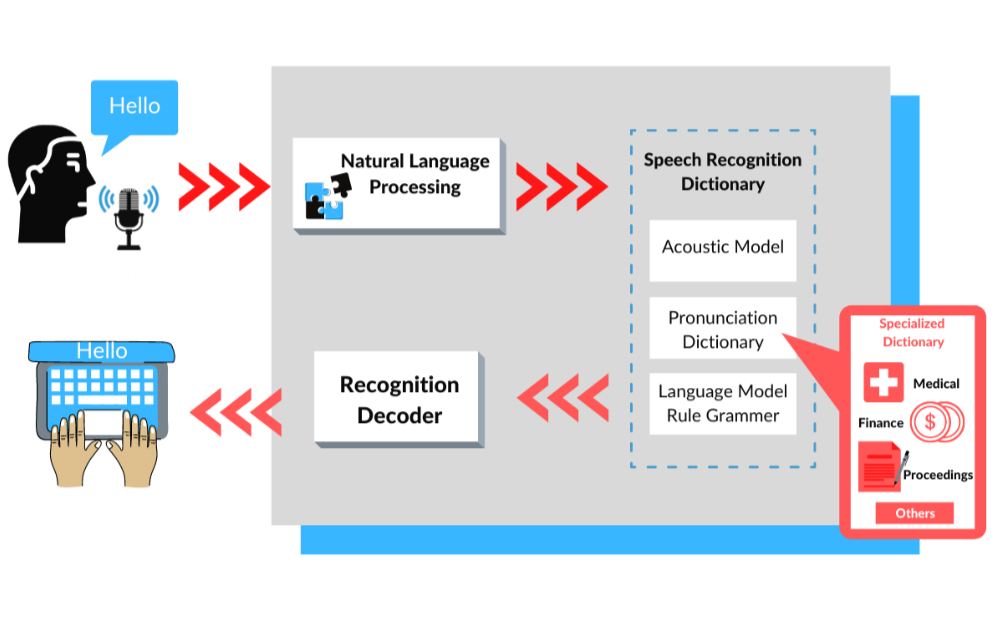 Hello
Natural Language
Processing
Speech Recognition
Dictionary
Acoustic Model
Pronunciation
Dictionary
Language Model
Rule Grammer
Specialized
Dictionary
Medical
Finance
$
Proceedings
Others
Recognition
Decoder
Hello